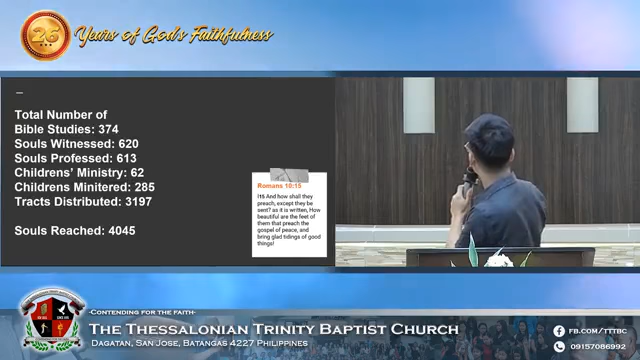 25
Years of God's Faithfulness
Total Number of
Bible Studies: 374
Souls Witnessed: 620
Souls Professed: 613
Childrens' Ministry: 62
Childrens Minitered: 285
Tracts Distributed: 3197
Souls Reached: 4045
Romans 10:15
|15 And how shall they
preach, except they be
sent? as it is written, How
beautiful are the feet of
them that preach the
gospel of peace, and
bring glad tidings of good
things!
-Contending for the faith-
The Thessalonian Trinity Baptist Church
Dagatan, San Jose, Batangas 4227 Philippines
fb.com/tttbc
09157086992